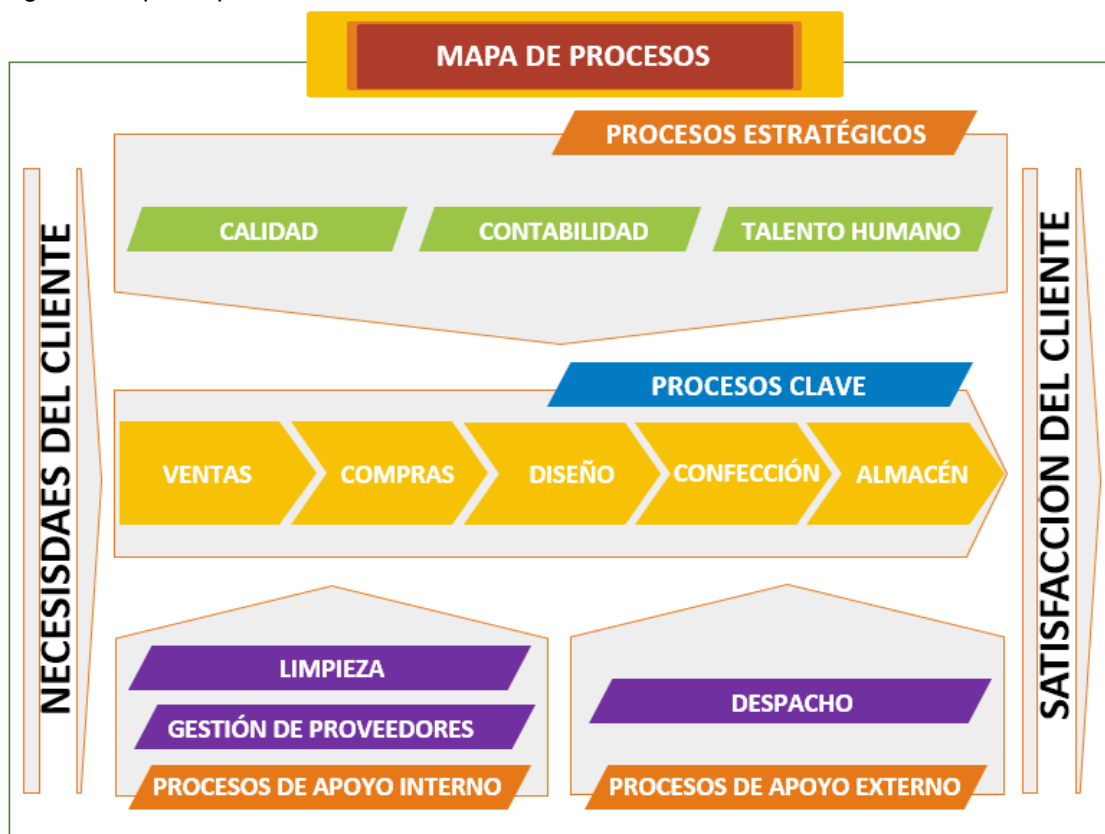 MAPA DE PROCESOS
PROCESOS ESTRATÉGICOS
CALIDAD
CONTABILIDAD
TALENTO HUMANO
NECESISDAES DEL CLIENTE
PROCESOS CLAVE
VENTAS
COMPRAS
DISEÑO
CONFECCIÓN
ALMACÉN
LIMPIEZA
GESTIÓN DE PROVEEDORES
PROCESOS DE APOYO INTERNO
DESPACHO
PROCESOS DE APOYO EXTERNO
SATISFACCION DEL CLIENTE